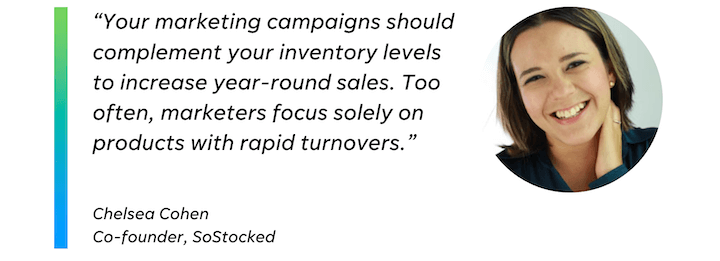 “Your marketing campaigns should
complement your inventory levels
to increase year-round sales. Too
often, marketers focus solely on
products with rapid turnovers.”
Chelsea Cohen
Co-founder, SoStocked